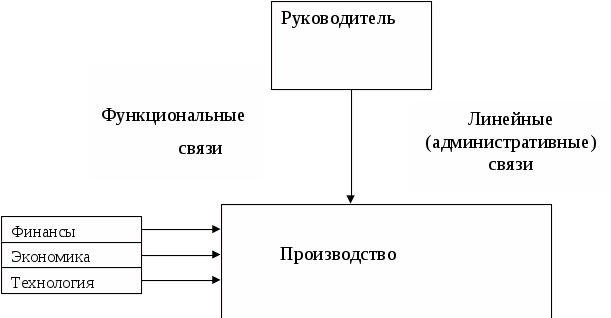 Руководитель
Функциональные
связи
Линейные
(административные)
связи
Финансы
Экономика
Технология
Производство